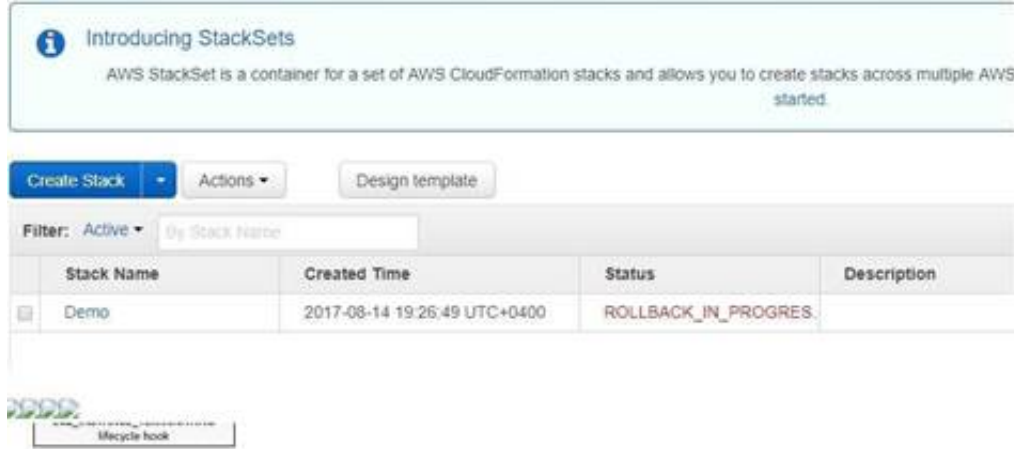 Introducing StackSets
AWS StackSet is a container for a set of AWS CloudFormation stacks and allows you to create stacks across multiple AWS
started.
Create Stack Actions Design template
Filter: Active By Stack Name
Stack Name Created Time Status Description
Demo 2017-08-14 19:26:49 UTC+0400 ROLLBACK_IN_PROGRES.
lifecycle hook